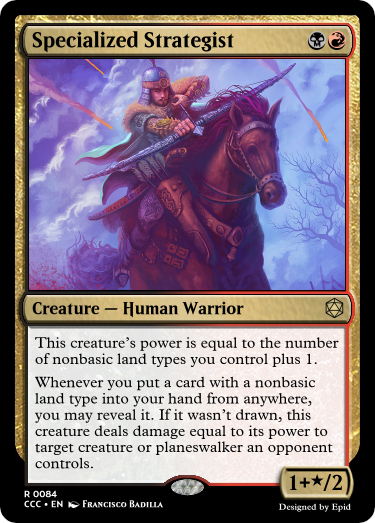 Specialized Strategist
Creature — Human Warrior
This creature's power is equal to the number
of nonbasic land types you control plus 1.
Whenever you put a card with a nonbasic
land type into your hand from anywhere,
you may reveal it. If it wasn't drawn, this
creature deals damage equal to its power to
target creature or planeswalker an opponent
controls.
1+★/2
R 0084
CCC • EN Francisco Badilla
Designed by Epid